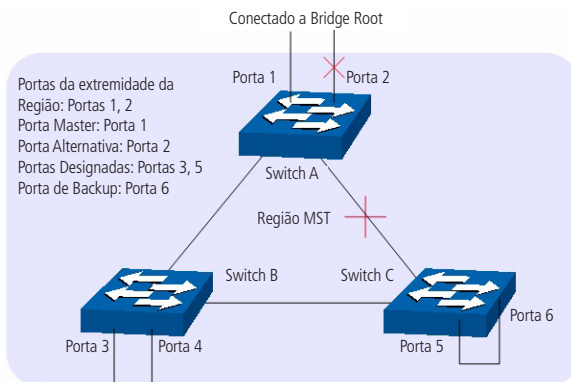 Conectado a Bridge Root
Porta 1
Porta 2
Portas da extremidade da
Região: Portas 1, 2
Porta Master: Porta 1
Porta Alternativa: Porta 2
Portas Designadas: Portas 3, 5
Porta de Backup: Porta 6
Switch A
Região MST
Switch B
Switch C
Porta 6
Porta 3
Porta 4
Porta 5